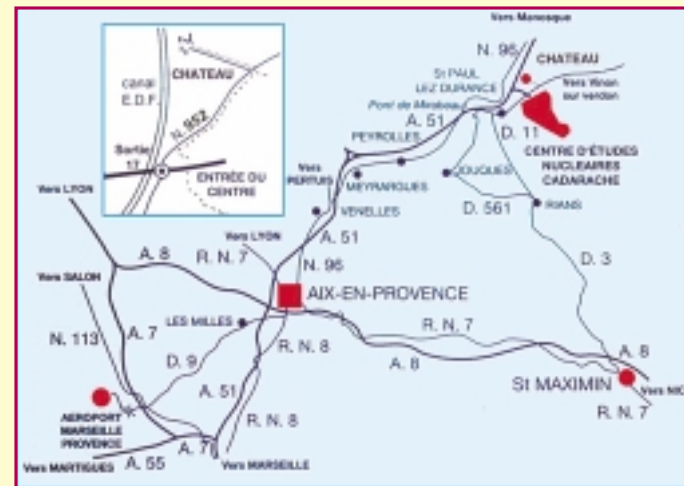 Vers Manosque
N. 96
CHATEAU
St PAUL
LEZ DURANCE
Vers Vinon
sur verdon
Pont de Mirabeau
A. 51
D. 11
PEYROLLES
CENTRE D'ÉTUDES
NUCLEAIRES
CADARACHE
Vers
PERTUIS
MEYRARGUES
JOUQUES
VENELLES
D. 561
RIANS
canal
E.D.F.
CHATEAU
N. 952
Sortie
17
ENTRÉE DU
CENTRE
Vers LYON
Vers LYON
A. 51
R. N. 7
A. 8
N. 96
D. 3
Vers SALON
AIX-EN-PROVENCE
N. 113
A. 7
LES MILLES
R. N. 8
R. N. 7
A. 8
A. 8
D. 9
A. 51
St MAXIMIN
Vers NIC
R. N. 7
R. N. 8
AEROPORT
MARSEILLE
PROVENCE
A. 7
Vers MARTIGUES
A. 55
Vers MARSEILLE